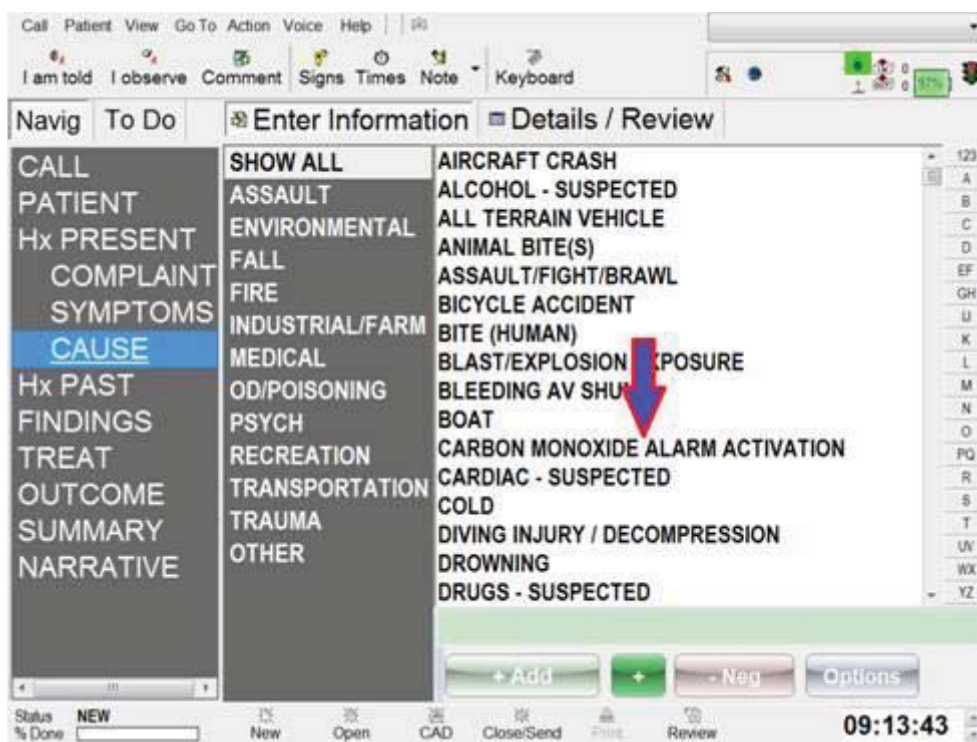 Call Patient View Go To Action Voice Help
I am told I observe Comment Signs Times Note Keyboard
0
0
97%
Navig To Do Enter Information Details / Review
CALL
PATIENT
Hx PRESENT
COMPLAINT
SYMPTOMS
CAUSE
Hx PAST
FINDINGS
TREAT
OUTCOME
SUMMARY
NARRATIVE
SHOW ALL
ASSAULT
ENVIRONMENTAL
FALL
FIRE
INDUSTRIAL/FARM
MEDICAL
OD/POISONING
PSYCH
RECREATION
TRANSPORTATION
TRAUMA
OTHER
AIRCRAFT CRASH
ALCOHOL - SUSPECTED
ALL TERRAIN VEHICLE
ANIMAL BITE(S)
ASSAULT/FIGHT/BRAWL
BICYCLE ACCIDENT
BITE (HUMAN)
BLAST/EXPLOSION
BLEEDING AV
BOAT
CARBON MONOXIDE ALARM ACTIVATION
CARDIAC - SUSPECTED
COLD
DIVING INJURY / DECOMPRESSION
DROWNING
DRUGS - SUSPECTED
123
A
B
C
D
EF
GH
IJ
K
L
M
N
O
PQ
R
S
T
UV
WX
YZ
+ Add + - Neg Options
Status NEW
% Done
New Open CAD Close/Send Print Review
09:13:43